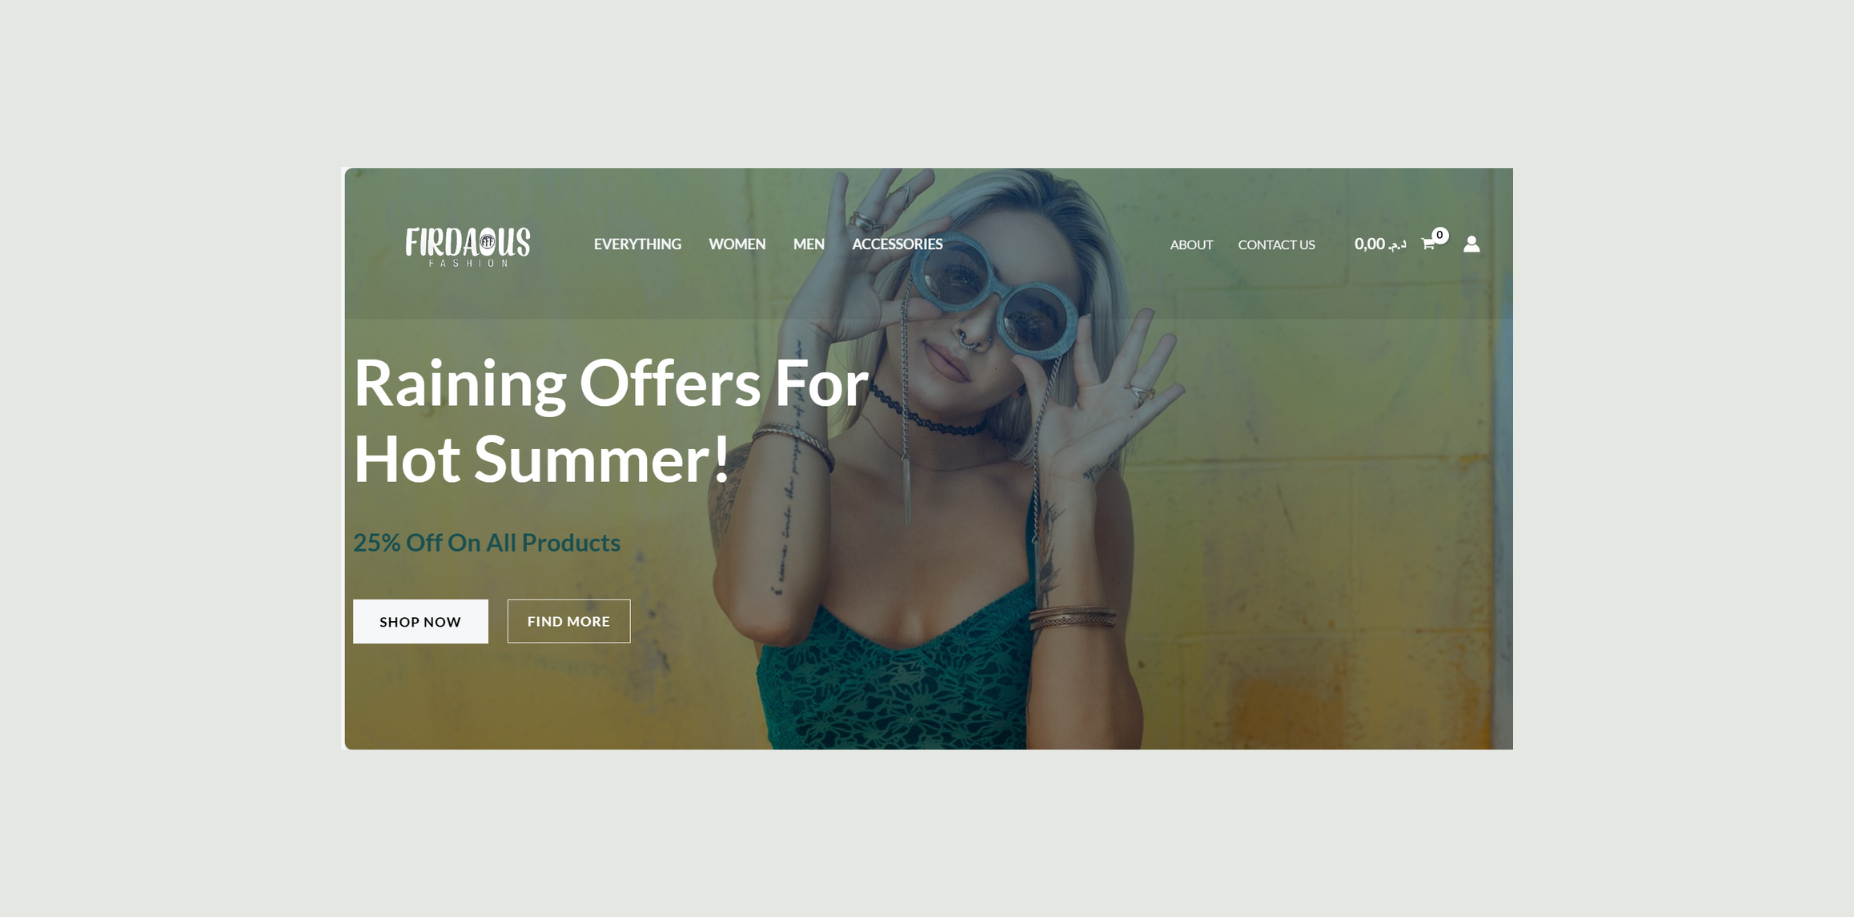 FIRDAOUS
FASHION
EVERYTHING WOMEN MEN ACCESSORIES
ABOUT CONTACT US
0,00 د.م. 0
Raining Offers For
Hot Summer!
25% Off On All Products
SHOP NOW FIND MORE